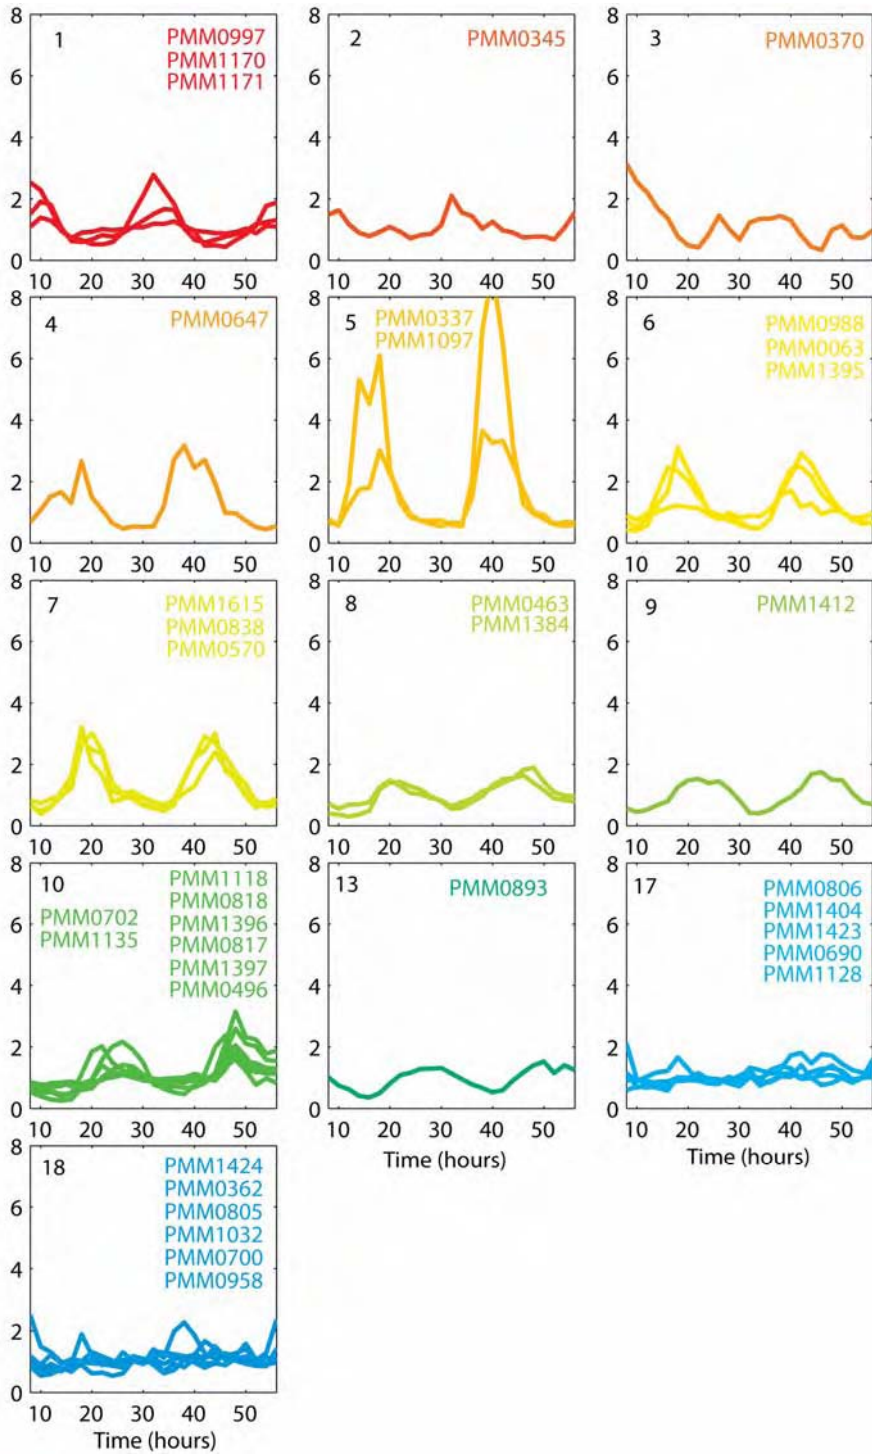 8
6
4
2
0
1
PMM0997
PMM1170
PMM1171
10 20 30 40 50
8
6
4
2
0
2
PMM0345
10 20 30 40 50
8
6
4
2
0
3
PMM0370
10 20 30 40 50
8
6
4
2
0
4
PMM0647
10 20 30 40 50
8
6
4
2
0
5
PMM0337
PMM1097
10 20 30 40 50
8
6
4
2
0
6
PMM0988
PMM0063
PMM1395
10 20 30 40 50
8
6
4
2
0
7
PMM1615
PMM0838
PMM0570
10 20 30 40 50
8
6
4
2
0
8
PMM0463
PMM1384
10 20 30 40 50
8
6
4
2
0
9
PMM1412
10 20 30 40 50
8
6
4
2
0
10
PMM0702
PMM1135
PMM1118
PMM0818
PMM1396
PMM0817
PMM1397
PMM0496
10 20 30 40 50
8
6
4
2
0
13
PMM0893
10 20 30 40 50
Time (hours)
8
6
4
2
0
17
PMM0806
PMM1404
PMM1423
PMM0690
PMM1128
10 20 30 40 50
Time (hours)
8
6
4
2
0
18
PMM1424
PMM0362
PMM0805
PMM1032
PMM0700
PMM0958
10 20 30 40 50
Time (hours)